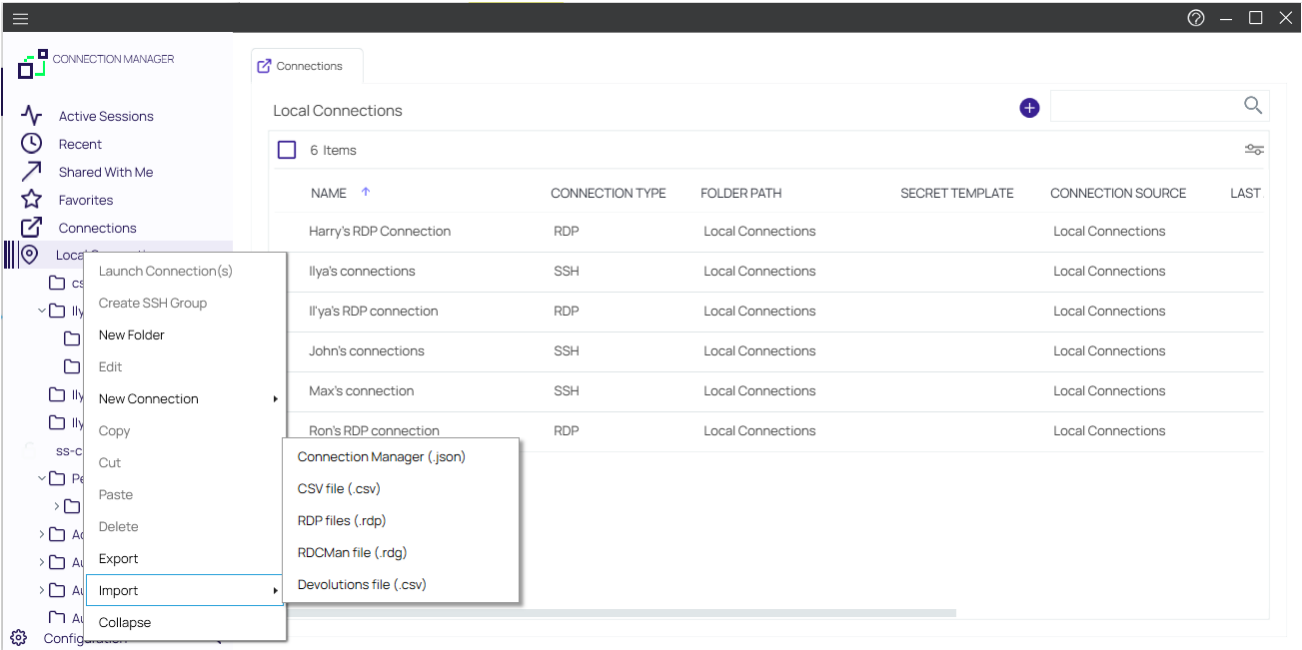 CONNECTION MANAGER
Active Sessions
Recent
Shared With Me
Favorites
Connections
Connections
Local Connections
6 Items
NAME CONNECTION TYPE FOLDER PATH SECRET TEMPLATE CONNECTION SOURCE LAST
Harry's RDP Connection RDP Local Connections Local Connections
Ilya's connections SSH Local Connections Local Connections
Il'ya's RDP connection RDP Local Connections Local Connections
John's connections SSH Local Connections Local Connections
Max's connection SSH Local Connections Local Connections
Ron's RDP connection RDP Local Connections Local Connections
Launch Connection(s)
Create SSH Group
New Folder
Edit
New Connection
Copy
Cut
Paste
Delete
Export
Import
Collapse
Connection Manager (.json)
CSV file (.csv)
RDP files (.rdp)
RDCMan file (.rdg)
Devolutions file (.csv)